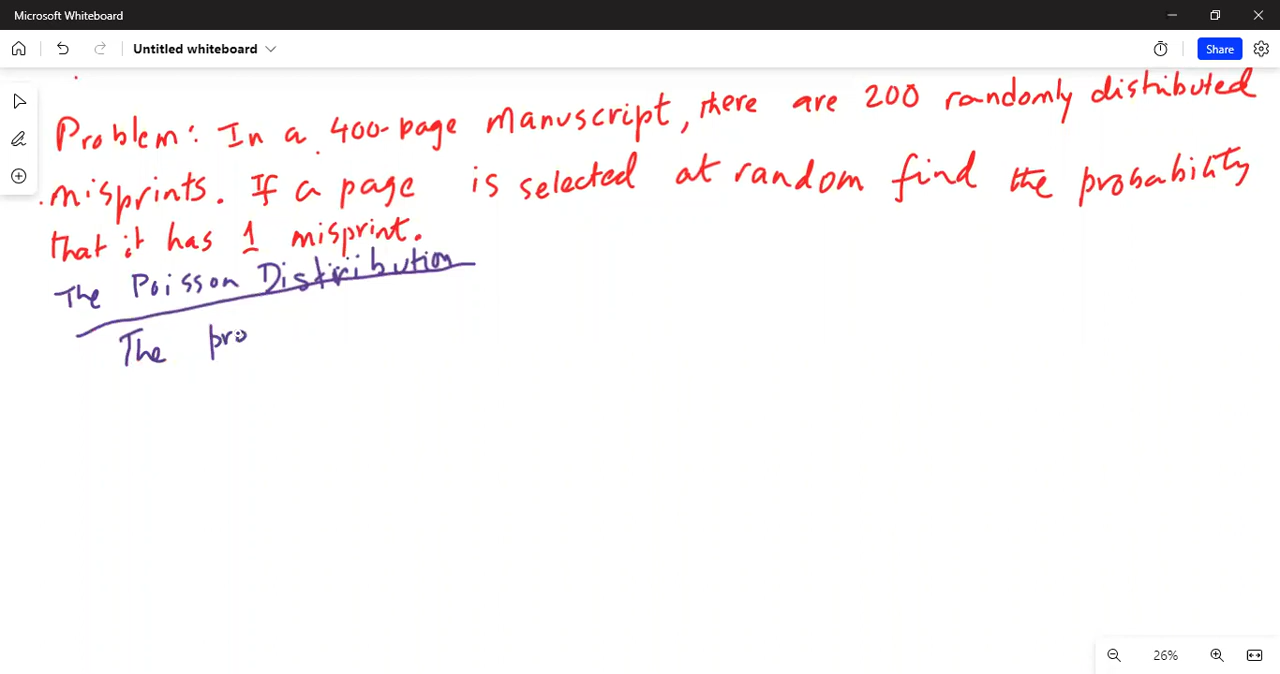 Microsoft Whiteboard
Untitled whiteboard
Share
Problem: In a 400-page manuscript, there are 200 randomly distributed
misprints. If a page is selected at random find the probability
that it has 1 misprint.
The Poisson Distribution
The pro
26%